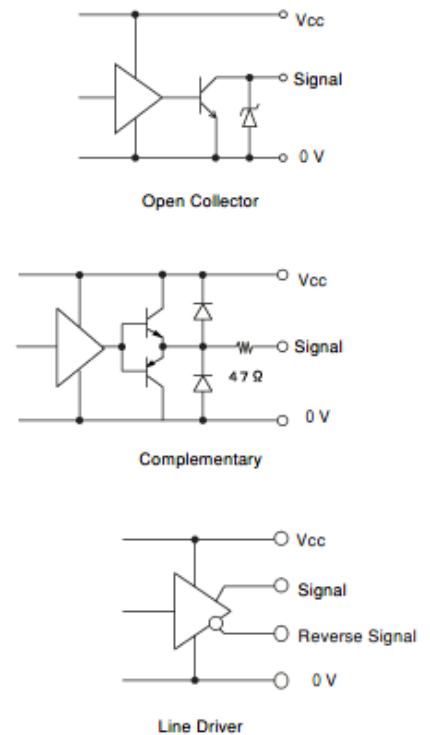 Vcc
Signal
0 V
Open Collector
Vcc
Signal
47 Ω
0 V
Complementary
Vcc
Signal
Reverse Signal
0 V
Line Driver